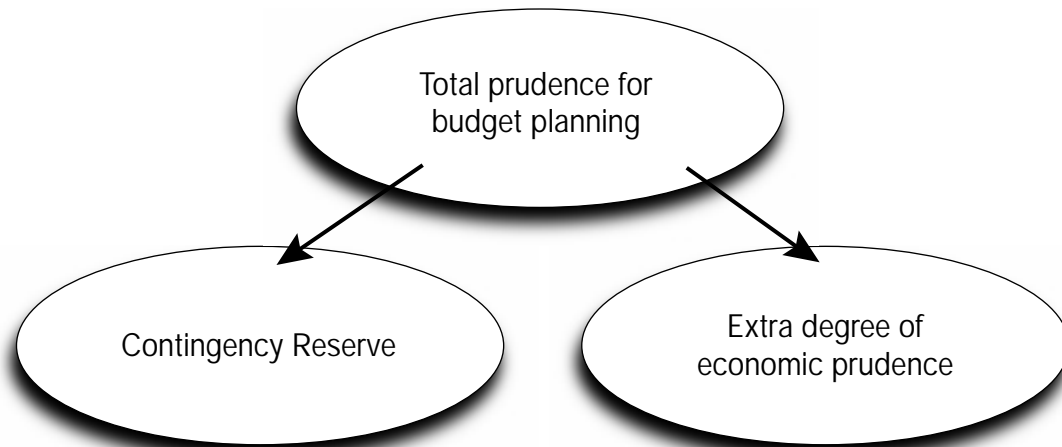 Total prudence for
budget planning
Contingency Reserve
Extra degree of
economic prudence